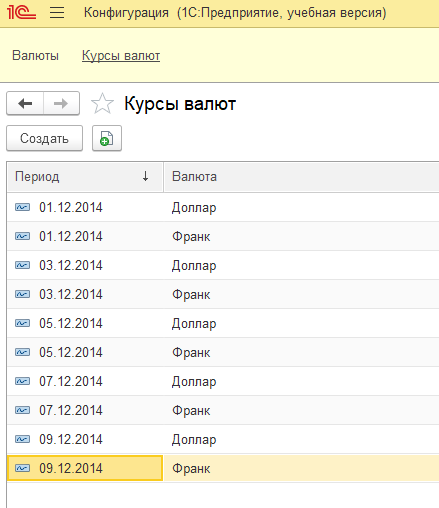 1С Конфигурация (1С:Предприятие, учебная версия)
Валюты Курсы валют
Курсы валют
Создать
Период ↓ Валюта
01.12.2014 Доллар
01.12.2014 Франк
03.12.2014 Доллар
03.12.2014 Франк
05.12.2014 Доллар
05.12.2014 Франк
07.12.2014 Доллар
07.12.2014 Франк
09.12.2014 Доллар
09.12.2014 Франк